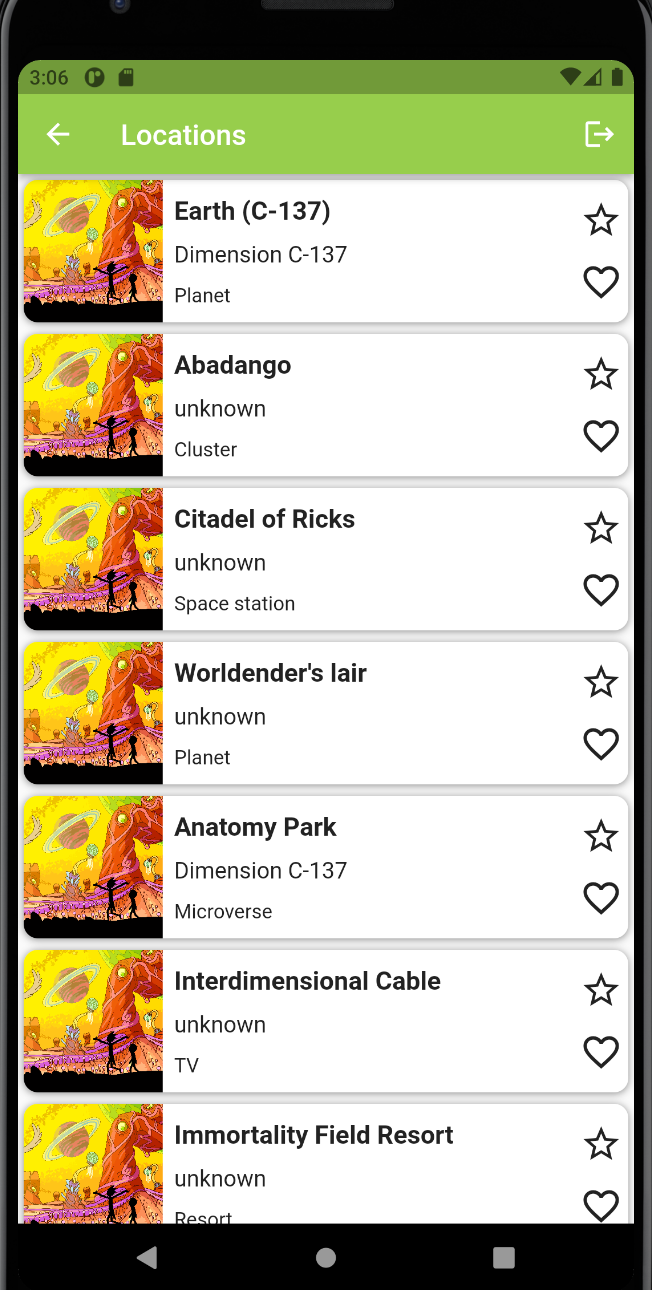 3:06
Locations
Earth (C-137)
Dimension C-137
Planet
Abadango
unknown
Cluster
Citadel of Ricks
unknown
Space station
Worldender's lair
unknown
Planet
Anatomy Park
Dimension C-137
Microverse
Interdimensional Cable
unknown
TV
Immortality Field Resort
unknown
Resort